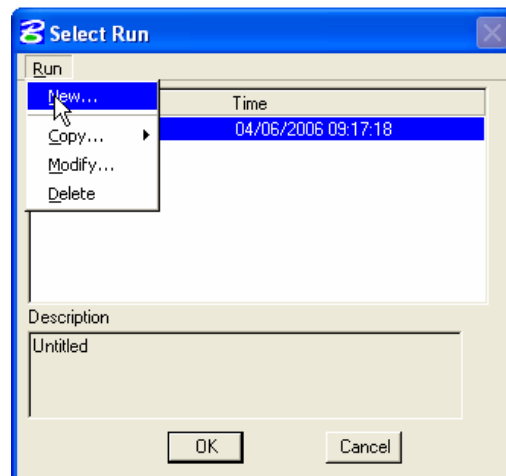 Select Run
Run
New...
Time
04/06/2006 09:17:18
Copy...
Modify...
Delete
Description
Untitled
OK
Cancel